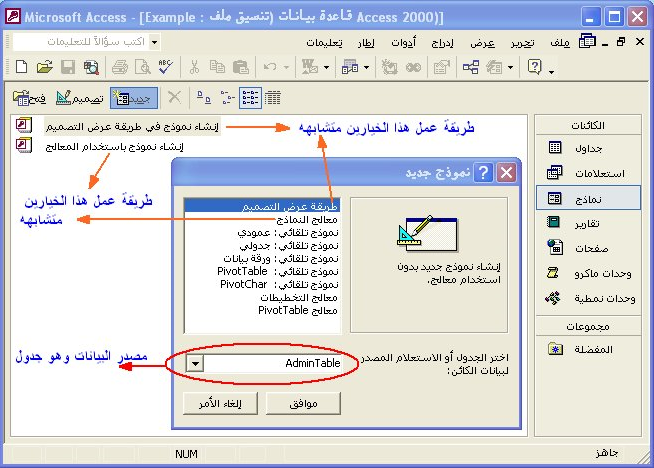 Microsoft Access - [Example : قاعدة بيانات (تنسيق ملف Access 2000)]
ملف تحرير عرض إدراج أدوات إطار تعليمات
اكتب سؤالاً للتعليمات
فتح تصميم جديد
الكائنات
جداول
استعلامات
نماذج
تقارير
صفحات
وحدات ماكرو
وحدات نمطية
مجموعات
المفضلة
إنشاء نموذج في طريقة عرض التصميم
إنشاء نموذج باستخدام المعالج
طريقة عمل هذا الخيارين متشابهه
طريقة عمل هذا الخيارين
متشابهه
نموذج جديد
إنشاء نموذج جديد بدون
استخدام معالج.
طريقة عرض التصميم
معالج النماذج
نموذج تلقائي: عمودي
نموذج تلقائي: جدولي
نموذج تلقائي: ورقة بيانات
نموذج تلقائي: PivotTable
نموذج تلقائي: PivotChar
معالج التخطيطات
معالج PivotTable
اختر الجدول أو الاستعلام المصدر
لبيانات الكائن:
AdminTable
مصدر البيانات وهو جدول
موافق
إلغاء الأمر
جاهز
NUM